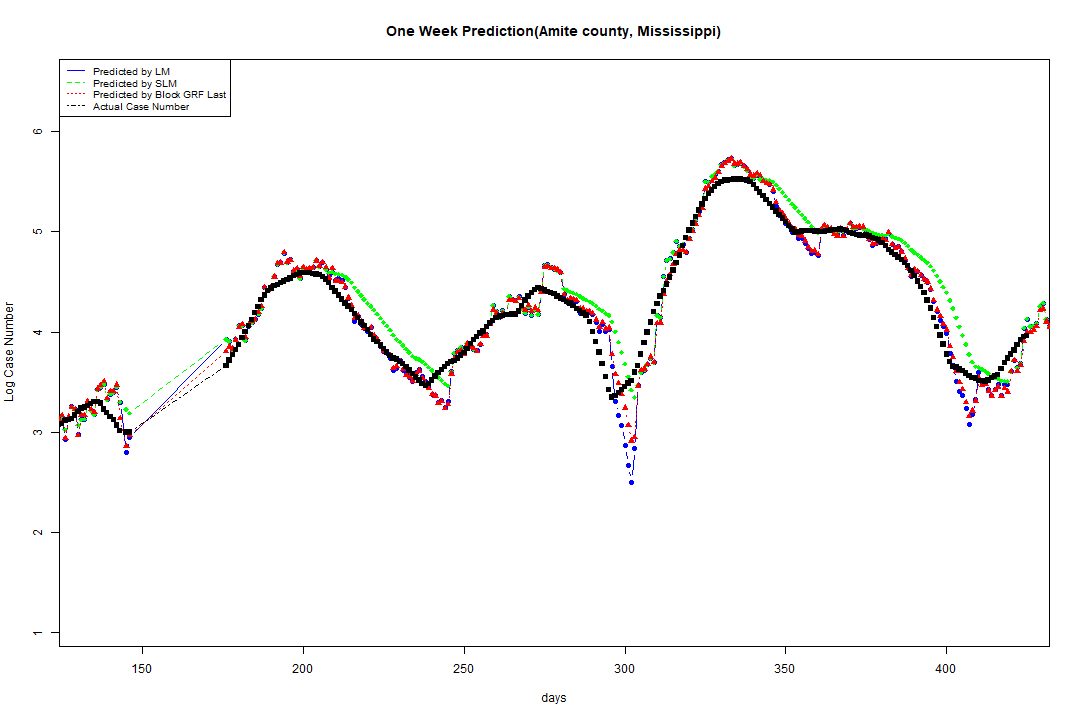 One Week Prediction(Amite county, Mississippi)
Predicted by LM
Predicted by SLM
Predicted by Block GRF Last
Actual Case Number
6
5
4
3
2
1
Log Case Number
150 200 250 300 350 400
days